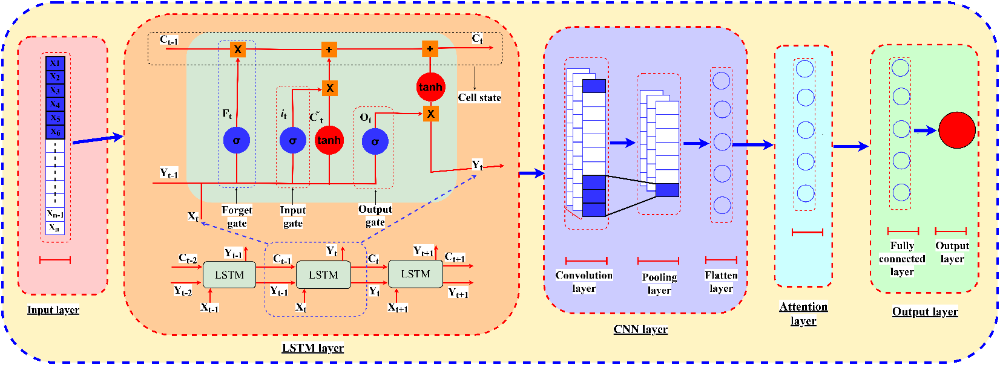 X1
X2
X3
X4
X5
X6
Xn-1
Xn
Input layer
Ct-1
X
+
+
Ct
tanh
Cell state
X
X
Ft
it
C̃t
Ot
σ
σ
tanh
σ
Yt-1
Yt
Xt
Forget
gate
Input
gate
Output
gate
Ct-2
Yt-1
Ct-1
Yt
Ct
Yt+1
Ct+1
LSTM
LSTM
LSTM
Yt-2
Yt-1
Yt
Yt+1
Xt-1
Xt
Xt+1
LSTM layer
Convolution
layer
Pooling
layer
Flatten
layer
CNN layer
Attention
layer
Fully
connected
layer
Output
layer
Output layer